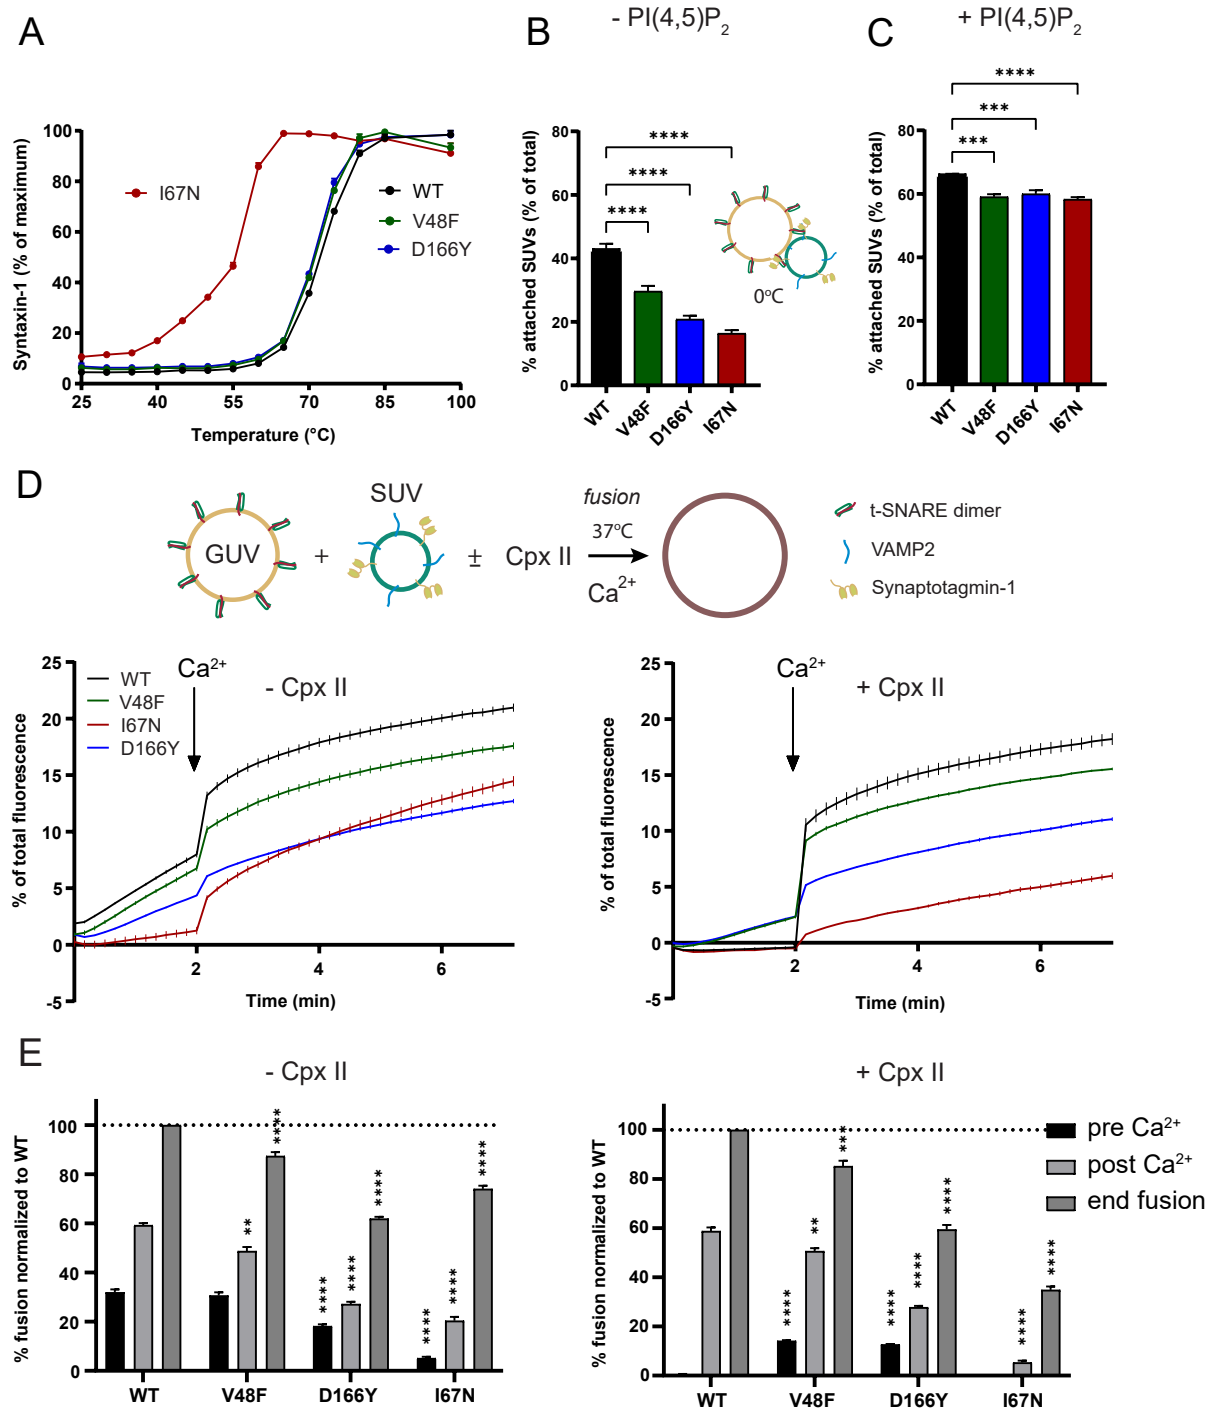 A
Syntaxin-1 (% of maximum)
100
80
60
40
20
0
I67N
WT
V48F
D166Y
25 40 55 70 85 100
Temperature (°C)
B
- PI(4,5)P2
% attached SUVs (% of total)
80
60
40
20
0
****
****
****
0°C
WT V48F D166Y I67N
C
+ PI(4,5)P2
% attached SUVs (% of total)
80
60
40
20
0
****
***
***
WT V48F D166Y I67N
D
GUV
+
SUV
± Cpx II
fusion
37°C
Ca2+
t-SNARE dimer
VAMP2
Synaptotagmin-1
% of total fluorescence
25
20
15
10
5
0
-5
WT
V48F
I67N
D166Y
Ca2+
- Cpx II
2 4 6
Time (min)
% of total fluorescence
25
20
15
10
5
0
-5
Ca2+
+ Cpx II
2 4 6
Time (min)
E
- Cpx II
% fusion normalized to WT
100
80
60
40
20
0
** ****
**** **** ****
**** **** ****
WT V48F D166Y I67N
+ Cpx II
% fusion normalized to WT
100
80
60
40
20
0
**** ** ***
**** **** ****
**** ****
WT V48F D166Y I67N
pre Ca2+
post Ca2+
end fusion